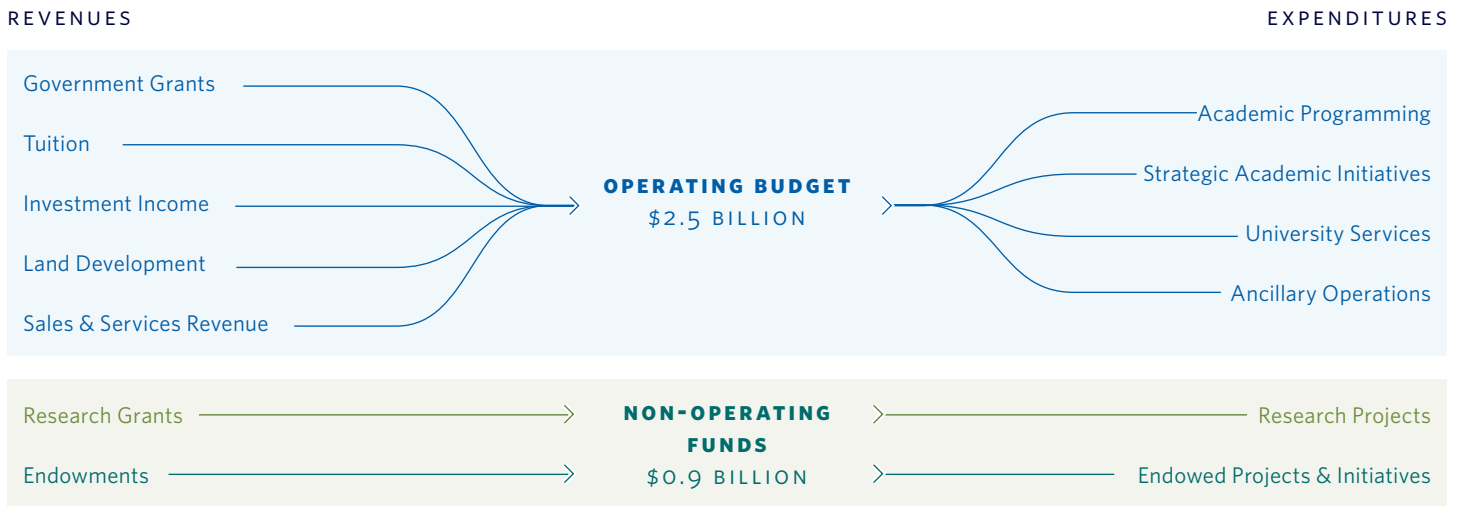 REVENUES
EXPENDITURES
Government Grants
Tuition
Investment Income
Land Development
Sales & Services Revenue
OPERATING BUDGET
$2.5 BILLION
Academic Programming
Strategic Academic Initiatives
University Services
Ancillary Operations
Research Grants
Endowments
NON-OPERATING
FUNDS
$0.9 BILLION
Research Projects
Endowed Projects & Initiatives